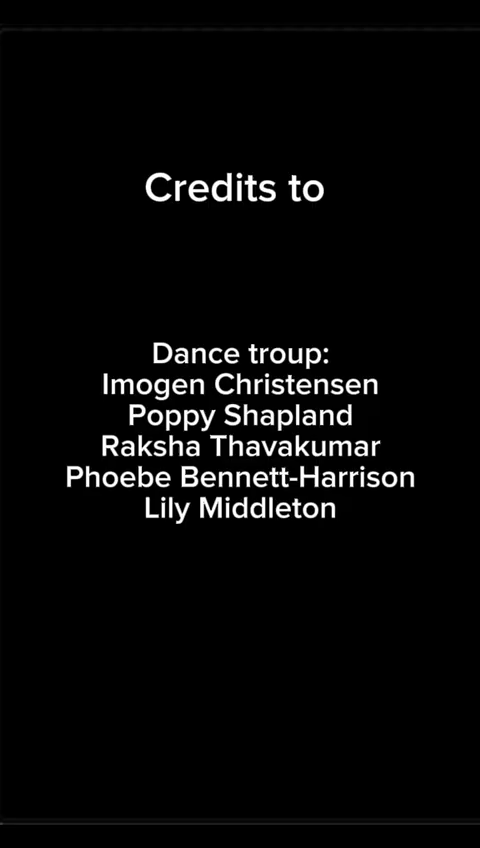 Credits to
Dance troup:
Imogen Christensen
Poppy Shapland
Raksha Thavakumar
Phoebe Bennett-Harrison
Lily Middleton